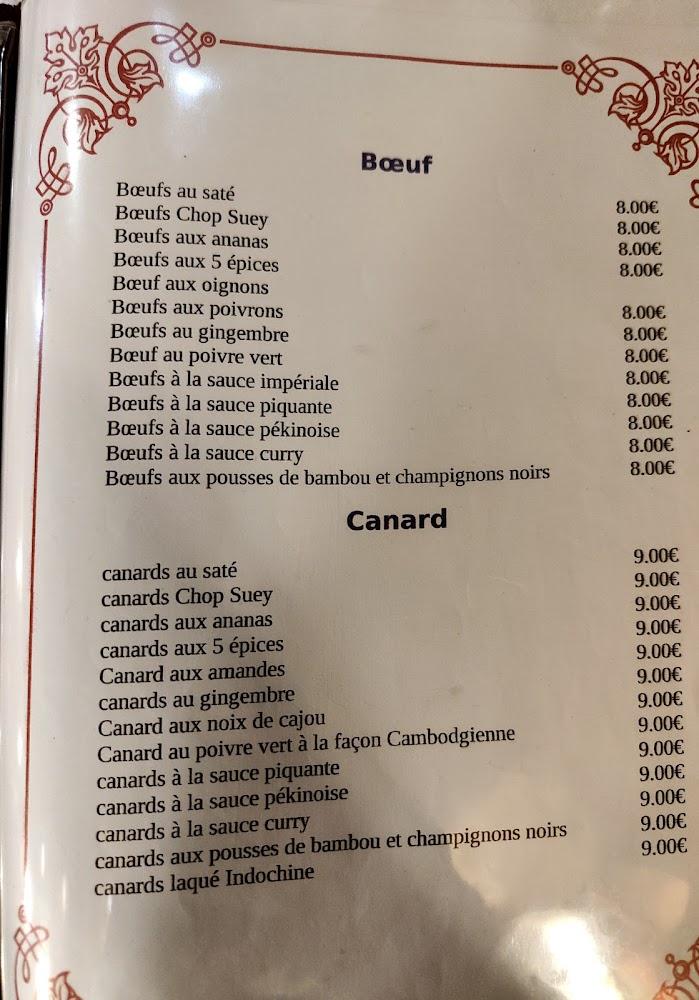 Bœuf
Bœufs au saté 8.00€
Bœufs Chop Suey 8.00€
Bœufs aux ananas 8.00€
Bœufs aux 5 épices 8.00€
Bœuf aux oignons
Bœufs aux poivrons 8.00€
Bœufs au gingembre 8.00€
Bœuf au poivre vert 8.00€
Bœufs à la sauce impériale 8.00€
Bœufs à la sauce piquante 8.00€
Bœufs à la sauce pékinoise 8.00€
Bœufs à la sauce curry 8.00€
Bœufs aux pousses de bambou et champignons noirs 8.00€
Canard
canards au saté 9.00€
canards Chop Suey 9.00€
canards aux ananas 9.00€
canards aux 5 épices 9.00€
Canard aux amandes 9.00€
canards au gingembre 9.00€
Canard aux noix de cajou 9.00€
Canard au poivre vert à la façon Cambodgienne 9.00€
canards à la sauce piquante 9.00€
canards à la sauce pékinoise 9.00€
canards à la sauce curry 9.00€
canards aux pousses de bambou et champignons noirs 9.00€
canards laqué Indochine 9.00€